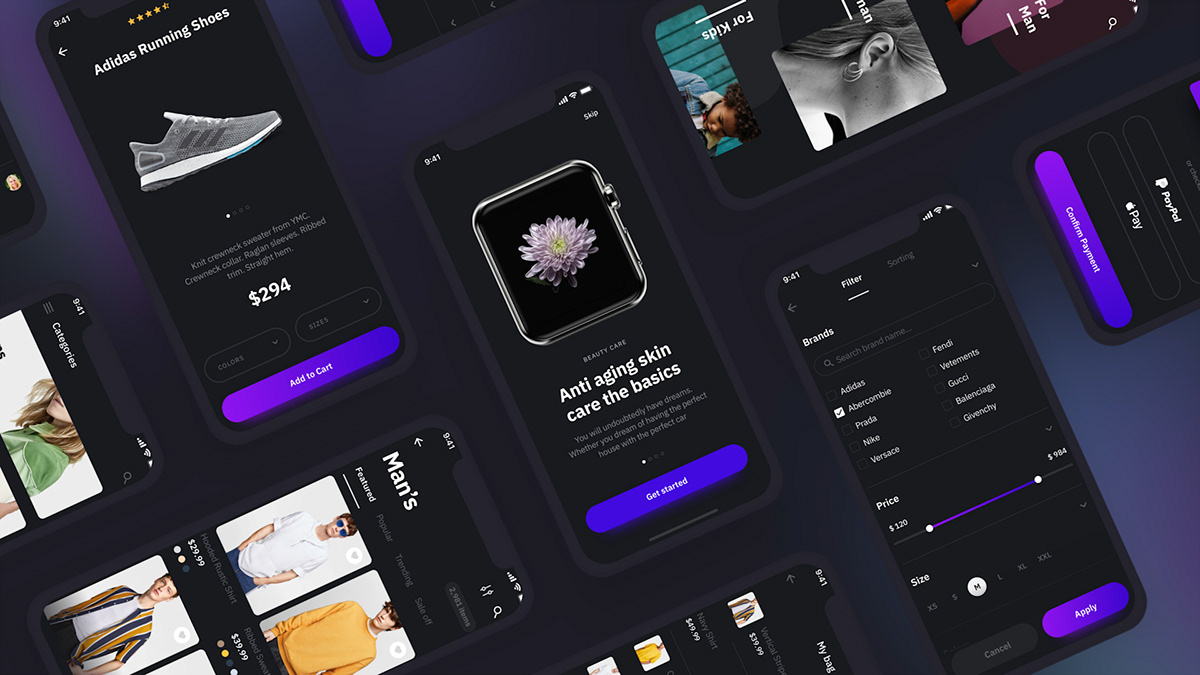 9:41
Adidas Running Shoes
Knit crewneck sweater from YMC.
Crewneck collar. Raglan sleeves. Ribbed
trim. Straight hem.
$294
COLORS
SIZES
Add to Cart
9:41
Skip
BEAUTY CARE
Anti aging skin
care the basics
You will undoubtedly have dreams.
Whether you dream of having the perfect
house with the perfect car
Get started
For Kids
For
Man
Confirm Payment
Pay
PayPal
9:41
Filter
Sorting
Brands
Search brand name...
Adidas
Abercrombie
Prada
Nike
Versace
Fendi
Vetements
Gucci
Balenciaga
Givenchy
Price
$ 120
$ 984
Size
XS
S
M
L
XL
XXL
Cancel
Apply
9:41
Categories
9:41
Man's
Featured
Popular
Trending
Sale off
2,981 items
$29.99
Hooded Rustic Shirt
$39.99
9:41
My bag
Vertical Stripe
$39.99
Navy Shirt
$49.99